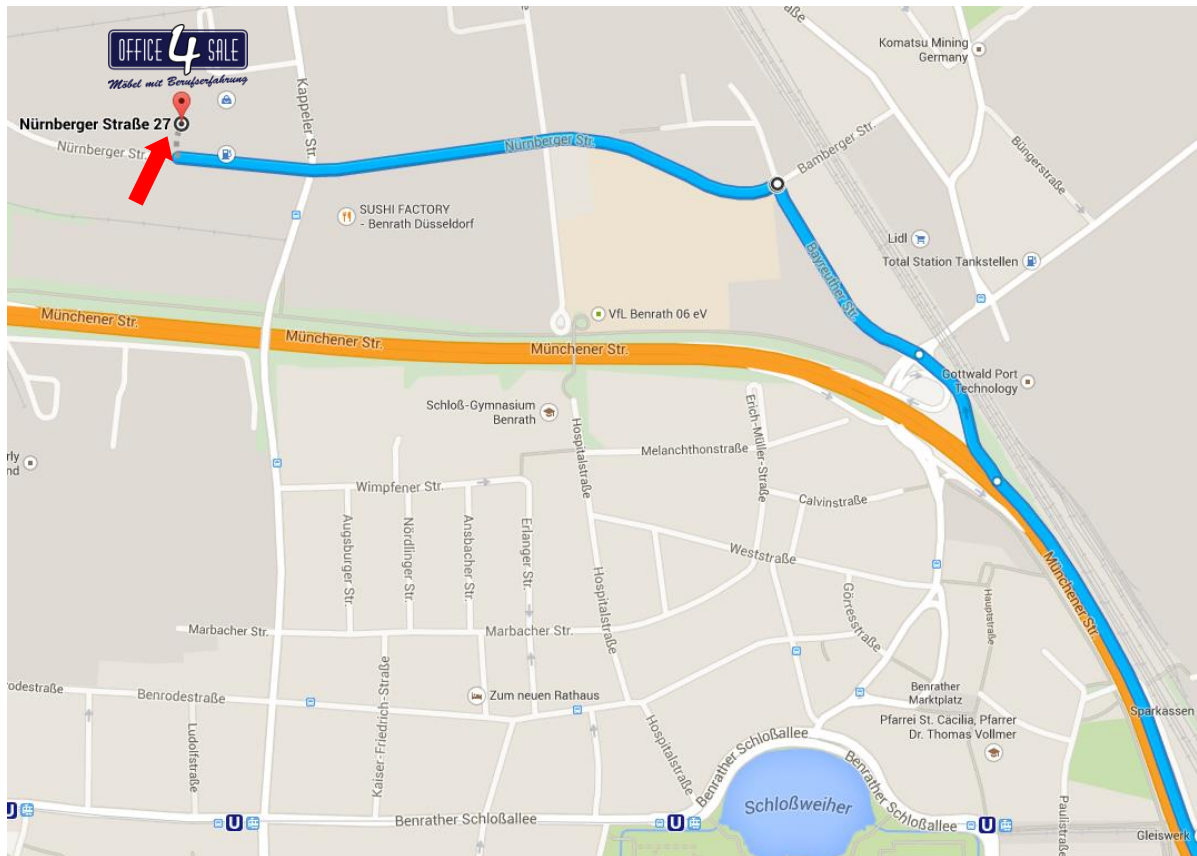 OFFICE 4 SALE
Möbel mit Berufserfahrung
Nürnberger Straße 27
Nürnberger Str.
Kappeler Str.
Nürnberger Str.
Bamberger Str.
Komatsu Mining
Germany
Büngerstraße
aße
SUSHI FACTORY
- Benrath Düsseldorf
Lidl
Total Station Tankstellen
Bayreuther Str.
VfL Benrath 06 eV
Münchener Str.
Münchener Str.
Münchener Str.
Gottwald Port
Technology
Schloß-Gymnasium
Benrath
Hospitalstraße
Erich-Müller-Straße
Melanchthonstraße
erly
nd
Wimpfener Str.
Calvinstraße
Augsburger Str.
Nördlinger Str.
Ansbacher Str.
Erlanger Str.
Weststraße
Münchener Str.
Hospitalstraße
Görresstraße
Hauptstraße
Marbacher Str.
Marbacher Str.
rodestraße
Benrodestraße
Kaiser-Friedrich-Straße
Zum neuen Rathaus
Benrather
Marktplatz
Sparkassen
Pfarrei St. Cäcilia, Pfarrer
Dr. Thomas Vollmer
Ludolfstraße
Hospitalstraße
Benrather Schloßallee
Schloßweiher
Benrather Schloßallee
U
Benrather Schloßallee
U
U
U
Paulistraße
Gleiswerk